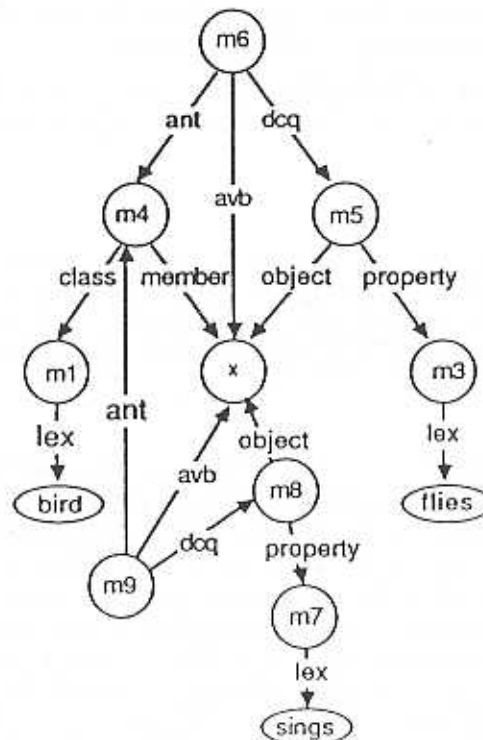 m6
ant dcq
avb
m4 m5
class member object property
m1 x m3
ant
lex object lex
avb
bird m8 flies
dcq property
m9
m7
lex
sings